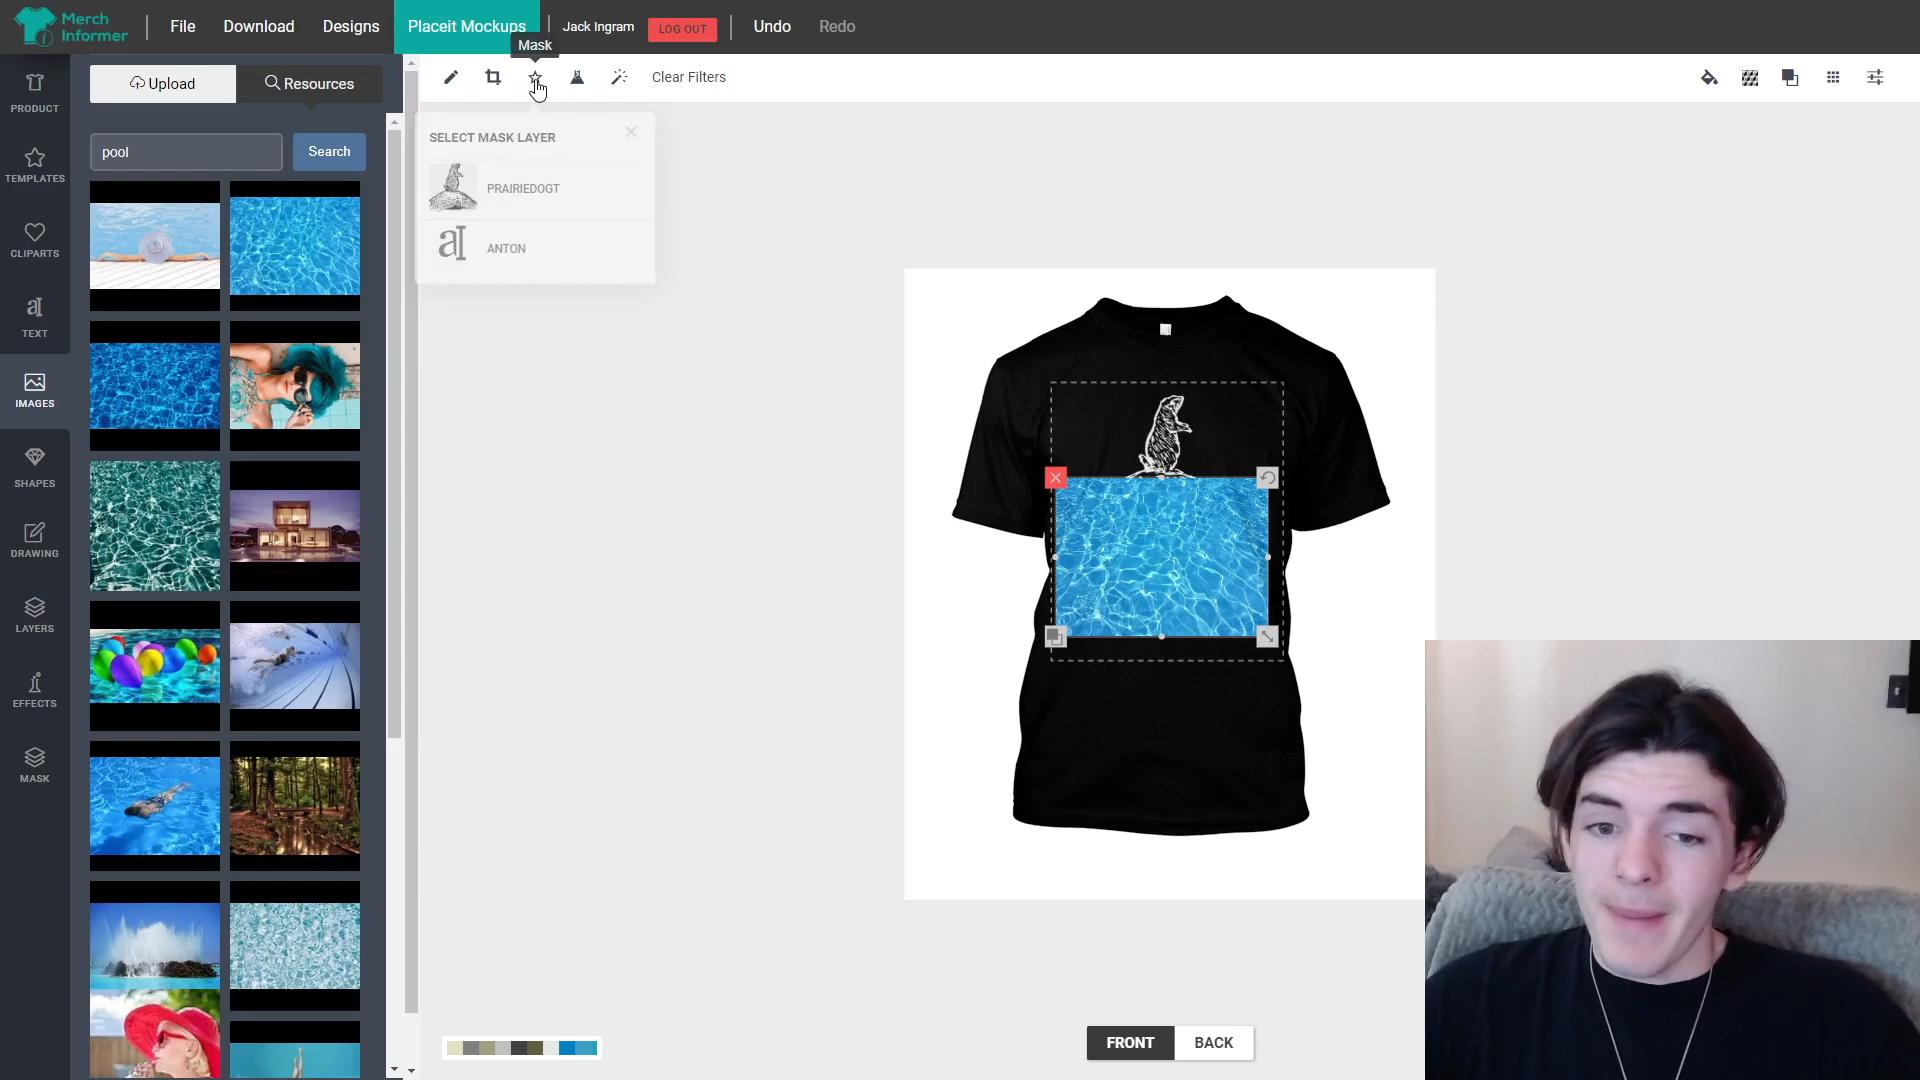 Merch
Informer
File
Download
Designs
Placeit Mockups
Jack Ingram
LOG OUT
Undo
Redo
Mask
Upload
Resources
Clear Filters
PRODUCT
TEMPLATES
CLIPARTS
TEXT
IMAGES
SHAPES
DRAWING
LAYERS
EFFECTS
MASK
pool
Search
SELECT MASK LAYER
PRAIRIEDOGT
ANTON
FRONT
BACK